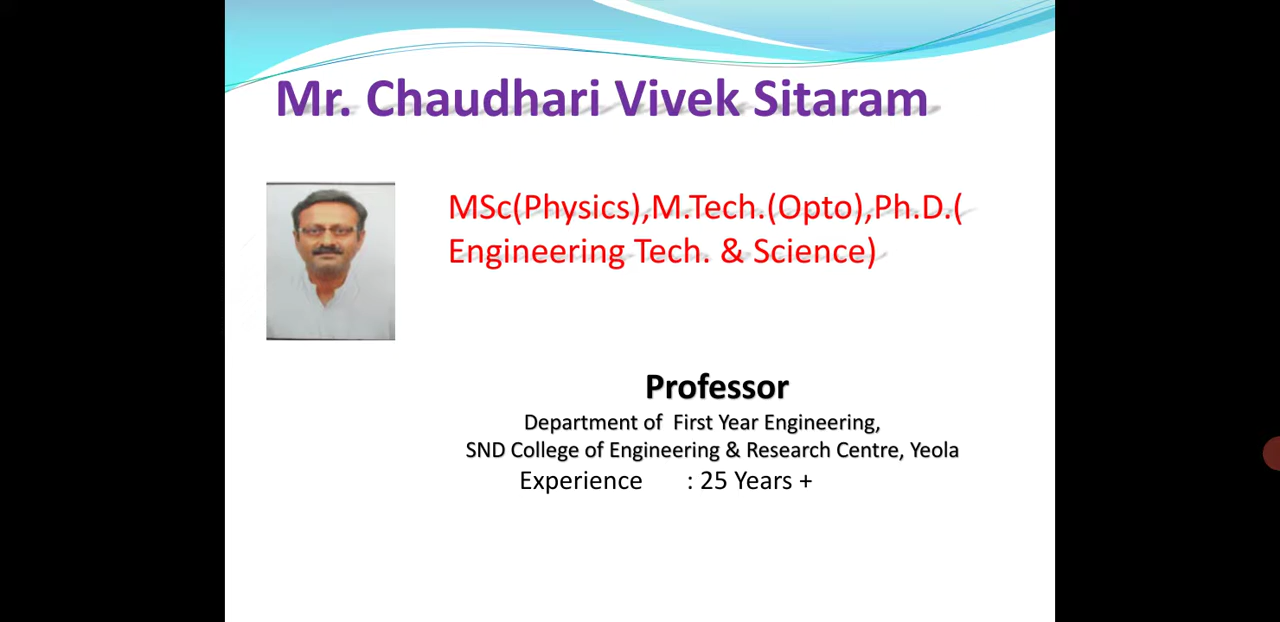 Mr. Chaudhari Vivek Sitaram
MSc(Physics),M.Tech.(Opto),Ph.D.(
Engineering Tech. & Science)
Professor
Department of First Year Engineering,
SND College of Engineering & Research Centre, Yeola
Experience : 25 Years +